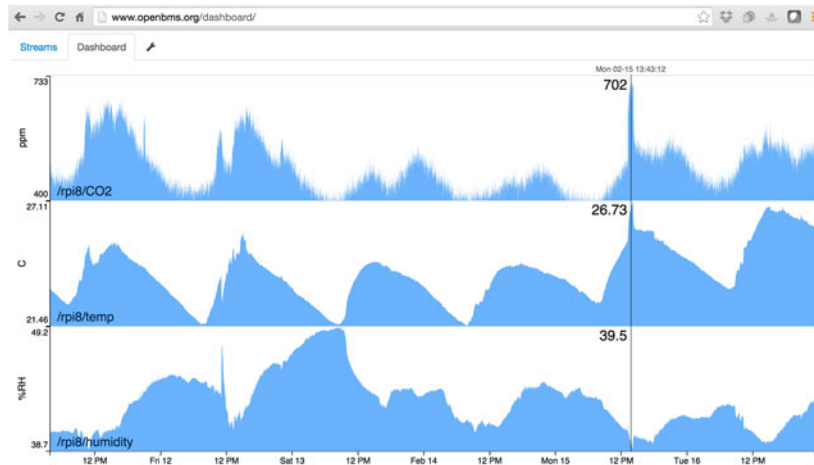 www.openbms.org/dashboard/
Streams Dashboard
Mon 02-15 13:43:12
733
702
ppm
400
/rpi8/CO2
27.11
26.73
C
21.46
/rpi8/temp
49.2
39.5
%RH
38.7
/rpi8/humidity
12 PM Fri 12 12 PM Sat 13 12 PM Feb 14 12 PM Mon 15 12 PM Tue 16 12 PM